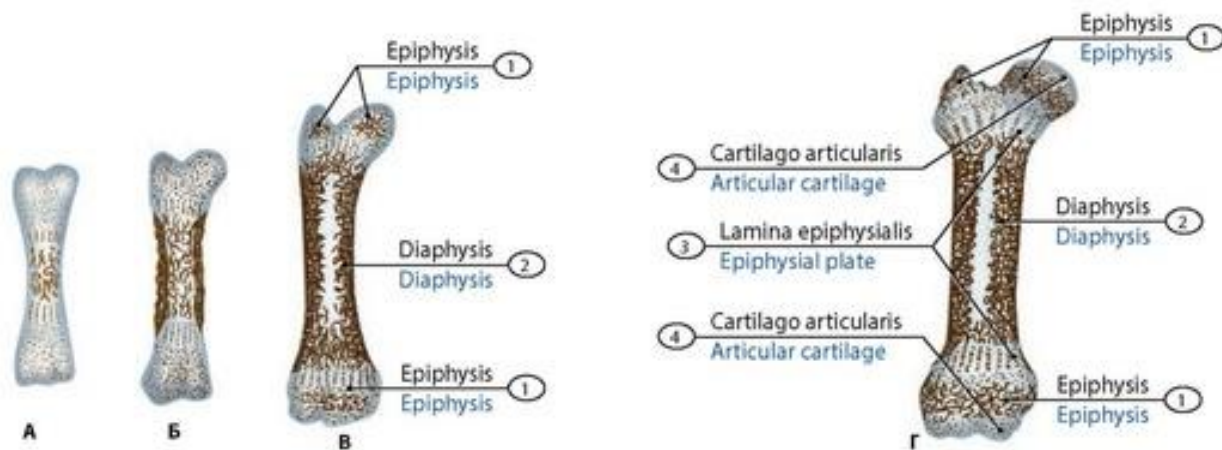 Epiphysis 1
Epiphysis
Diaphysis 2
Diaphysis
Epiphysis 1
Epiphysis
А
Б
В
Epiphysis 1
Epiphysis
4 Cartilago articularis
Articular cartilage
Diaphysis 2
Diaphysis
3 Lamina epiphysialis
Epiphysial plate
4 Cartilago articularis
Articular cartilage
Epiphysis 1
Epiphysis
Г